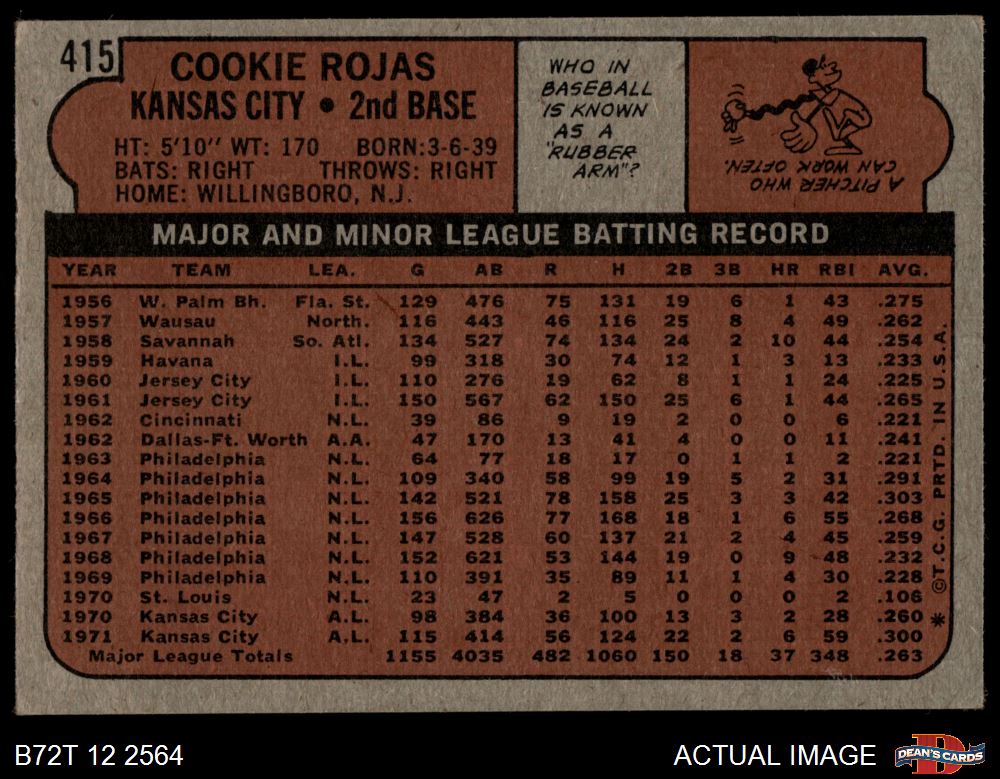 415
COOKIE ROJAS
KANSAS CITY • 2nd BASE
HT: 5'10" WT: 170 BORN: 3-6-39
BATS: RIGHT THROWS: RIGHT
HOME: WILLINGBORO, N.J.
WHO IN
BASEBALL
IS KNOWN
AS A
"RUBBER
ARM"?
A PITCHER WHO
CAN WORK OFTEN.
MAJOR AND MINOR LEAGUE BATTING RECORD
YEAR TEAM LEA. G AB R H 2B 3B HR RBI AVG.
1956 W. Palm Bh. Fla. St. 129 476 75 131 19 6 1 43 .275
1957 Wausau North. 116 443 46 116 25 8 4 49 .262
1958 Savannah So. Atl. 134 527 74 134 24 2 10 44 .254
1959 Havana I.L. 99 318 30 74 12 1 3 13 .233
1960 Jersey City I.L. 110 276 19 62 8 1 1 24 .225
1961 Jersey City I.L. 150 567 62 150 25 6 1 44 .265
1962 Cincinnati N.L. 39 86 9 19 2 0 0 6 .221
1962 Dallas-Ft. Worth A.A. 47 170 13 41 4 0 0 11 .241
1963 Philadelphia N.L. 64 77 18 17 0 1 1 2 .221
1964 Philadelphia N.L. 109 340 58 99 19 5 2 31 .291
1965 Philadelphia N.L. 142 521 78 158 25 3 3 42 .303
1966 Philadelphia N.L. 156 626 77 168 18 1 6 55 .268
1967 Philadelphia N.L. 147 528 60 137 21 2 4 45 .259
1968 Philadelphia N.L. 152 621 53 144 19 0 9 48 .232
1969 Philadelphia N.L. 110 391 35 89 11 1 4 30 .228
1970 St. Louis N.L. 23 47 2 5 0 0 0 2 .106
1970 Kansas City A.L. 98 384 36 100 13 3 2 28 .260
1971 Kansas City A.L. 115 414 56 124 22 2 6 59 .300
Major League Totals 1155 4035 482 1060 150 18 37 348 .263
* ©T.C.G. PRTD. IN U.S.A.
B72T 12 2564
ACTUAL IMAGE
DEAN'S CARDS